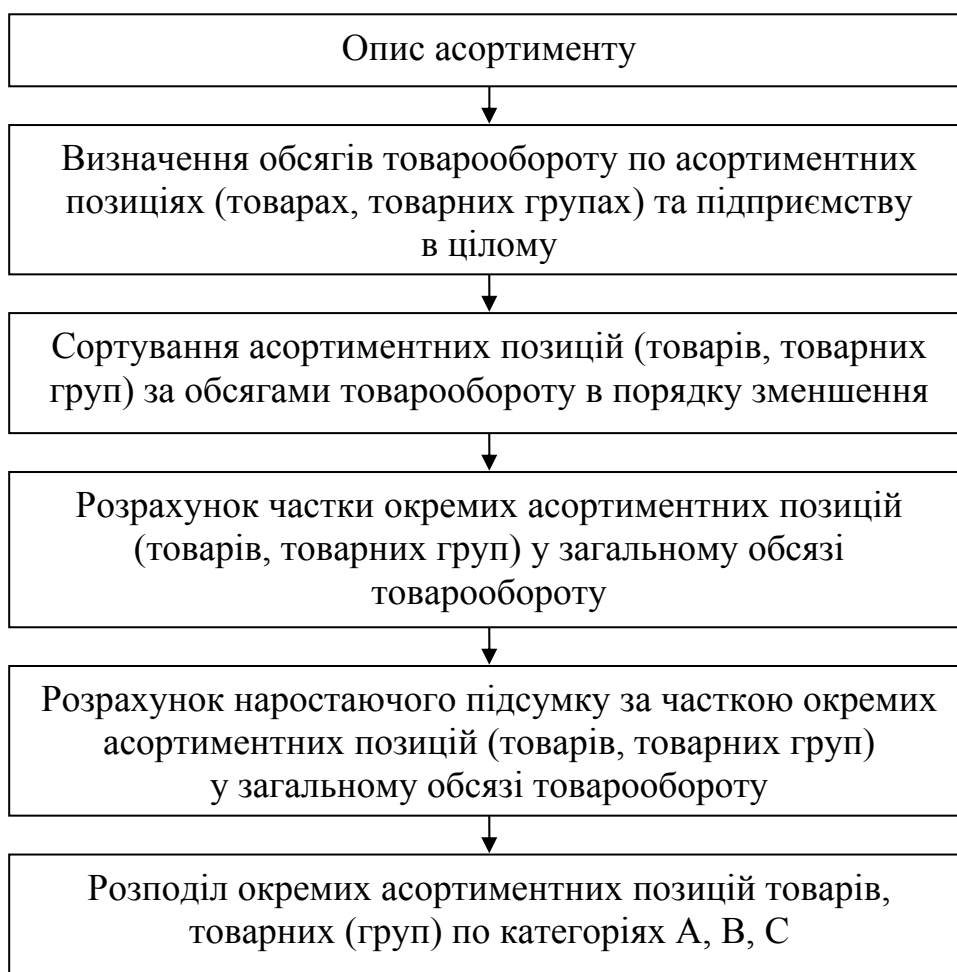 Опис асортименту
Визначення обсягів товарообороту по асортиментних
позиціях (товарах, товарних групах) та підприємству
в цілому
Сортування асортиментних позицій (товарів, товарних
груп) за обсягами товарообороту в порядку зменшення
Розрахунок частки окремих асортиментних позицій
(товарів, товарних груп) у загальному обсязі
товарообороту
Розрахунок наростаючого підсумку за часткою окремих
асортиментних позицій (товарів, товарних груп)
у загальному обсязі товарообороту
Розподіл окремих асортиментних позицій товарів,
товарних (груп) по категоріях А, В, С